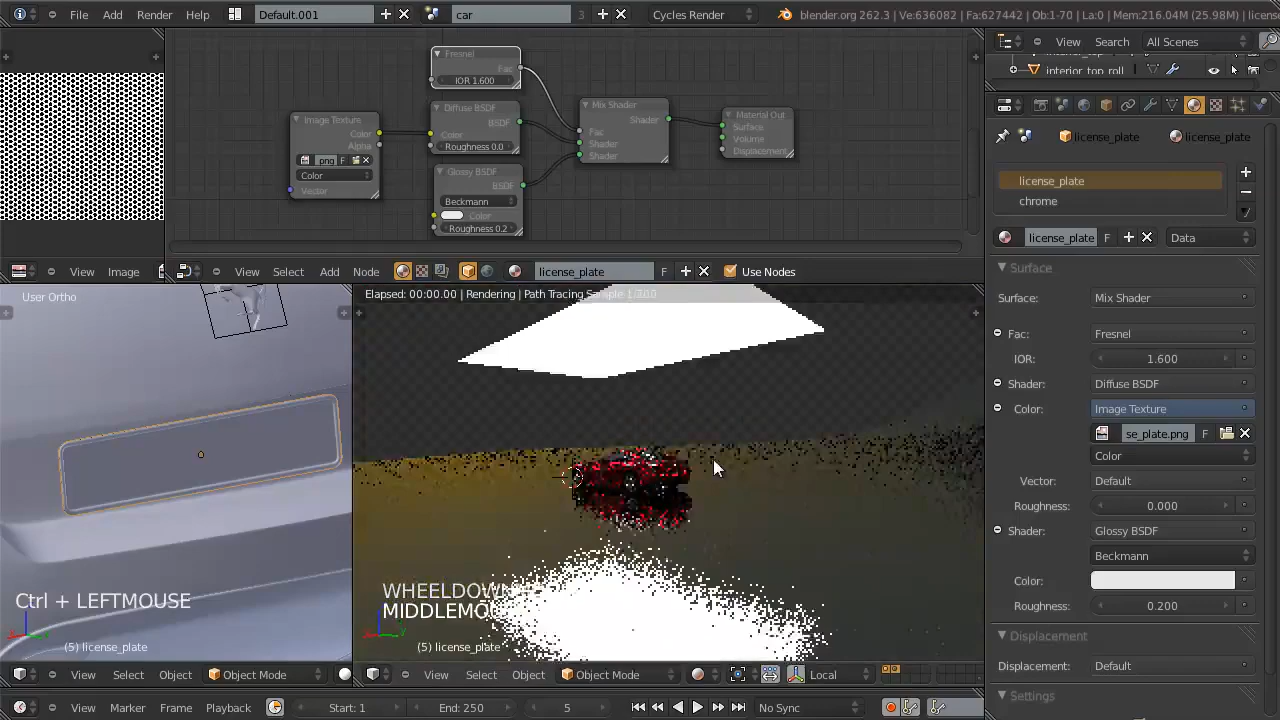 File Add Render Help Default.001 car 3 Cycles Render blender.org 262.3 | Ve:636082 | Fa:627442 | Ob:1-70 | La:0 | Mem:216.04M (25.98M) | licens
View Search All Scenes
interior_top_roll
Fresnel
Fac
IOR 1.600
Diffuse BSDF
BSDF
Color
Roughness 0.0
Glossy BSDF
BSDF
Beckmann
Color
Roughness 0.2
Image Texture
Color
Alpha
png F
Color
Vector
Mix Shader
Shader
Fac
Shader
Shader
Material Out
Surface
Volume
Displacement
View Image
View Select Add Node license_plate F Use Nodes
license_plate license_plate
license_plate
chrome
license_plate F Data
Surface
Surface: Mix Shader
Fac: Fresnel
IOR: 1.600
Shader: Diffuse BSDF
Color: Image Texture
se_plate.png F
Color
Vector: Default
Roughness: 0.000
Shader: Glossy BSDF
Beckmann
Color:
Roughness: 0.200
Displacement
Displacement: Default
Settings
User Ortho
Ctrl + LEFTMOUSE
(5) license_plate
View Select Object Object Mode
Elapsed: 00:00.00 | Rendering | Path Tracing Sample
WHEELDOWN
MIDDLEMOU
(5) license_plate
View Select Object Object Mode Local
View Marker Frame Playback Start: 1 End: 250 5 No Sync